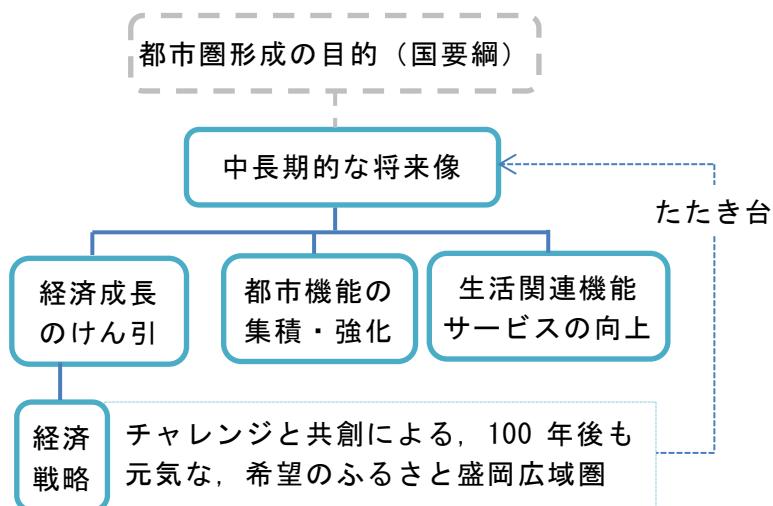 都市圏形成の目的（国要綱）
中長期的な将来像
たたき台
経済成長
のけん引
都市機能の
集積・強化
生活関連機能
サービスの向上
経済
戦略
チャレンジと共創による，100 年後も
元気な，希望のふるさと盛岡広域圏